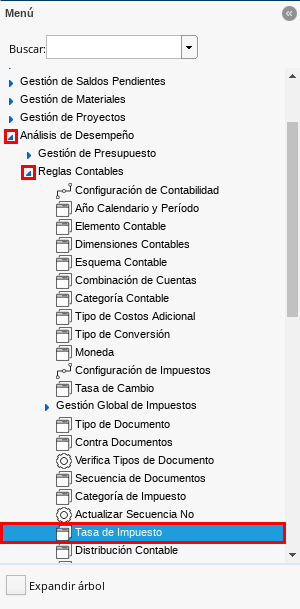 Menú
Buscar:
Gestión de Saldos Pendientes
Gestión de Materiales
Gestión de Proyectos
Análisis de Desempeño
Gestión de Presupuesto
Reglas Contables
Configuración de Contabilidad
Año Calendario y Período
Elemento Contable
Dimensiones Contables
Esquema Contable
Combinación de Cuentas
Categoría Contable
Tipo de Costos Adicional
Tipo de Conversión
Moneda
Configuración de Impuestos
Tasa de Cambio
Gestión Global de Impuestos
Tipo de Documento
Contra Documentos
Verifica Tipos de Documento
Secuencia de Documentos
Categoría de Impuesto
Actualizar Secuencia No
Tasa de Impuesto
Distribución Contable
Expandir árbol